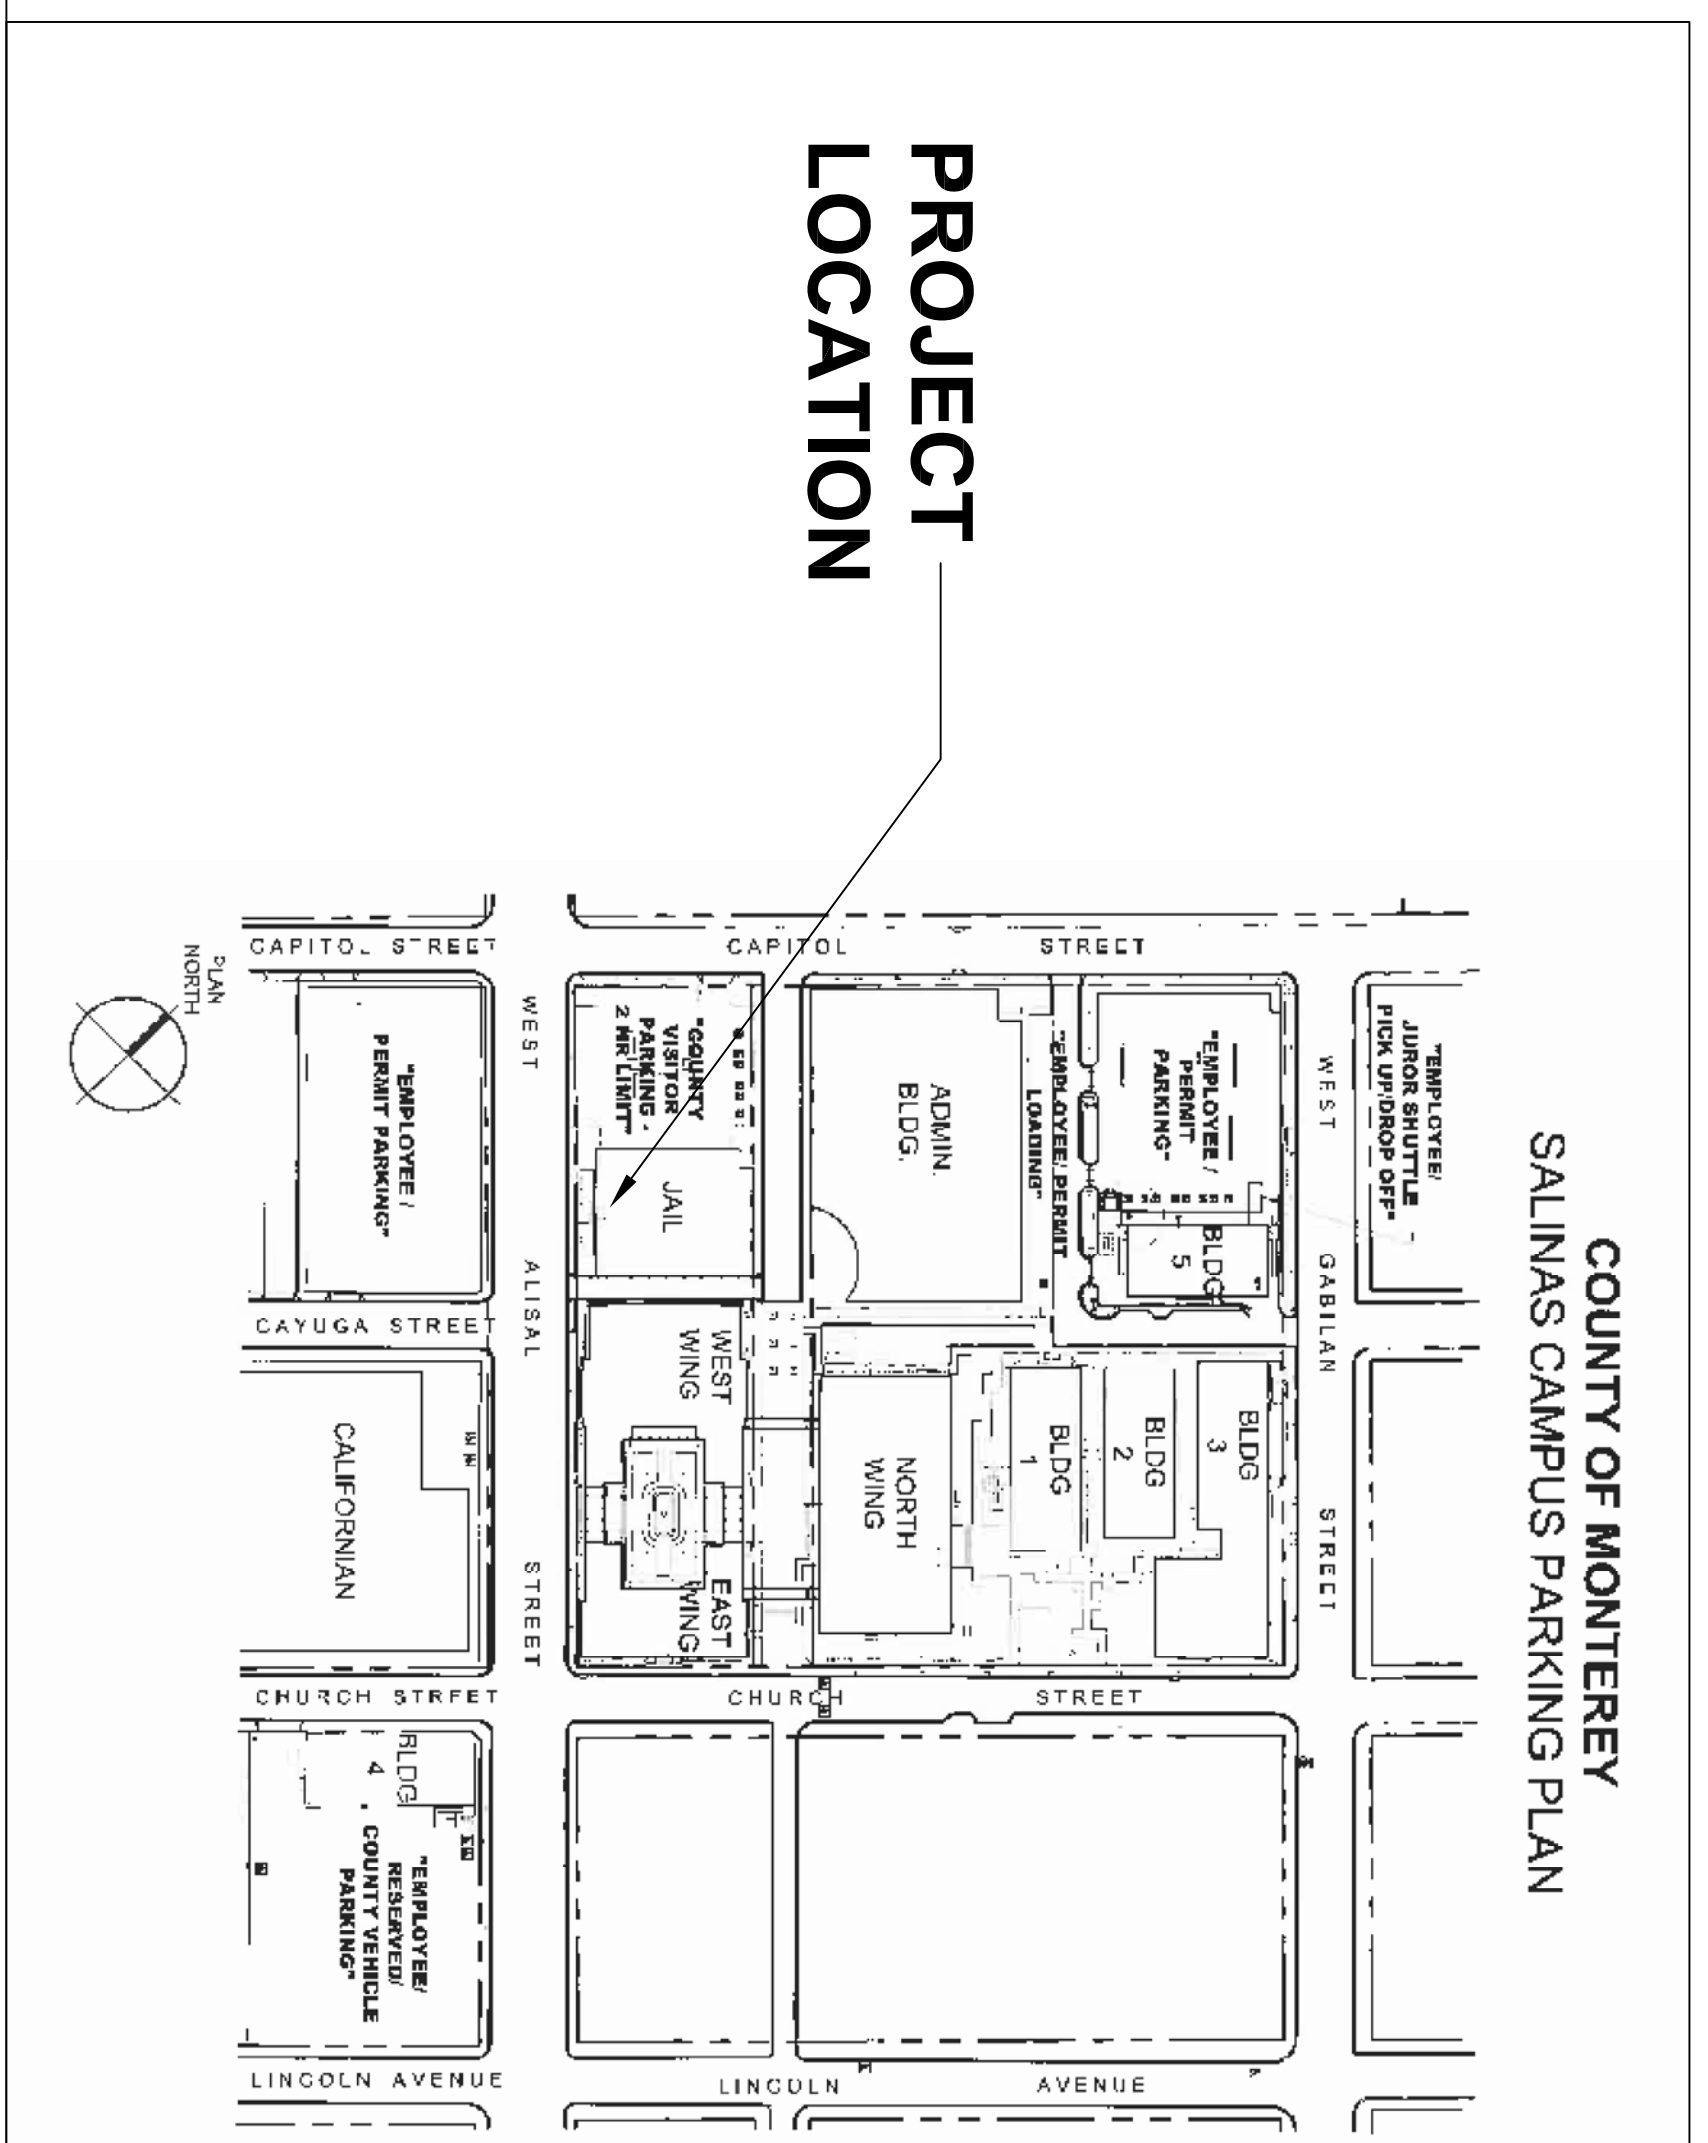 COUNTY OF MONTEREY
SALINAS CAMPUS PARKING PLAN
PROJECT
LOCATION
"EMPLOYEE/
JUROR SHUTTLE
PICK UP/DROP OFF"
WEST GABILAN STREET
CAPITOL STREET
CAPITOL STREET
"EMPLOYEE /
PERMIT
PARKING"
BLDG
5
"EMPLOYEE/ PERMIT
LOADING"
ADMIN.
BLDG.
"COUNTY
VISITOR
PARKING
2 HR LIMIT"
JAIL
BLDG
3
BLDG
2
BLDG
1
NORTH
WING
WEST
WING
EAST
WING
WEST ALISAL STREET
"EMPLOYEE /
PERMIT PARKING"
CAYUGA STREET
CALIFORNIAN
CHURCH STREET
CHURCH STREET
BLDG
4
"EMPLOYEE/
RESERVED/
COUNTY VEHICLE
PARKING"
LINCOLN AVENUE
LINCOLN AVENUE
PLAN
NORTH